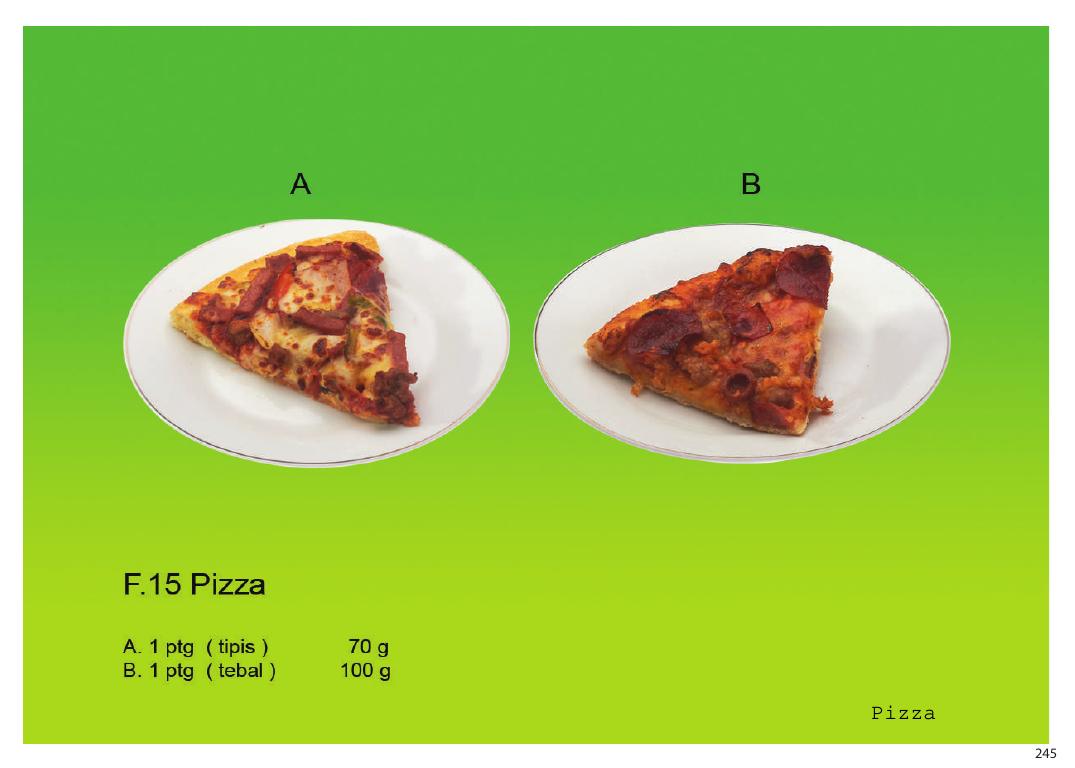 A
B
F.15 Pizza
A. 1 ptg ( tipis ) 70 g
B. 1 ptg ( tebal ) 100 g
Pizza
245